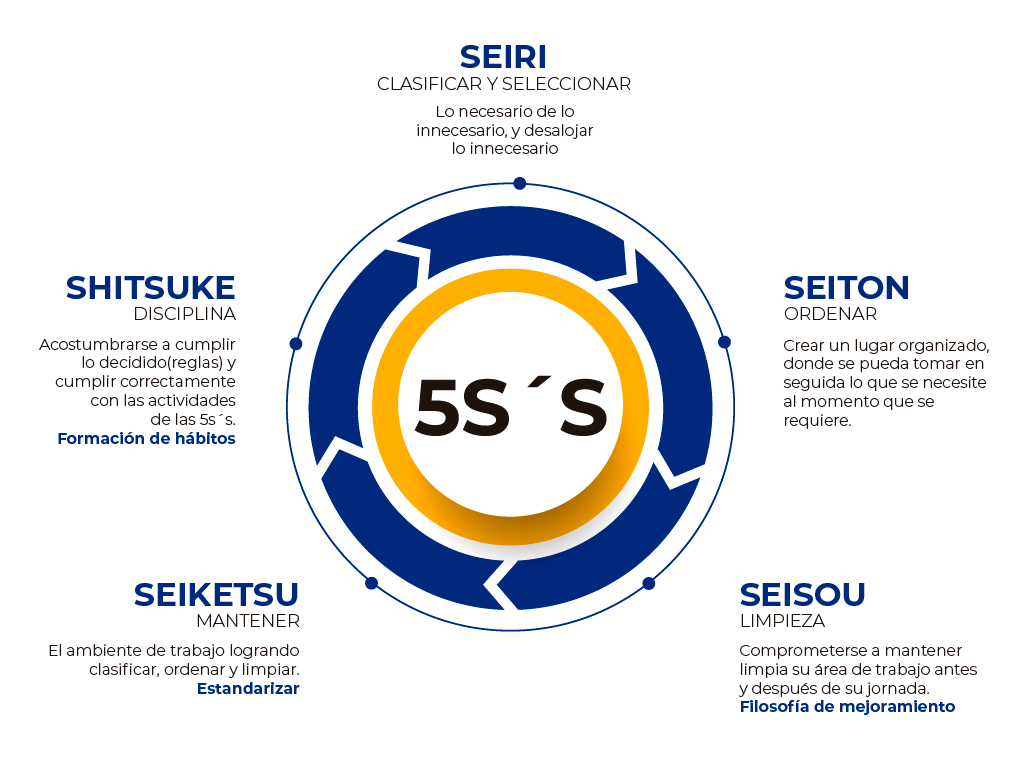 SEIRI
CLASIFICAR Y SELECCIONAR
Lo necesario de lo
innecesario, y desalojar
lo innecesario
SHITSUKE
DISCIPLINA
Acostumbrarse a cumplir
lo decidido(reglas) y
cumplir correctamente
con las actividades
de las 5s´s.
Formación de hábitos
5S´S
SEITON
ORDENAR
Crear un lugar organizado,
donde se pueda tomar en
seguida lo que se necesite
al momento que se
requiere.
SEIKETSU
MANTENER
El ambiente de trabajo logrando
clasificar, ordenar y limpiar.
Estandarizar
SEISOU
LIMPIEZA
Comprometerse a mantener
limpia su área de trabajo antes
y después de su jornada.
Filosofía de mejoramiento